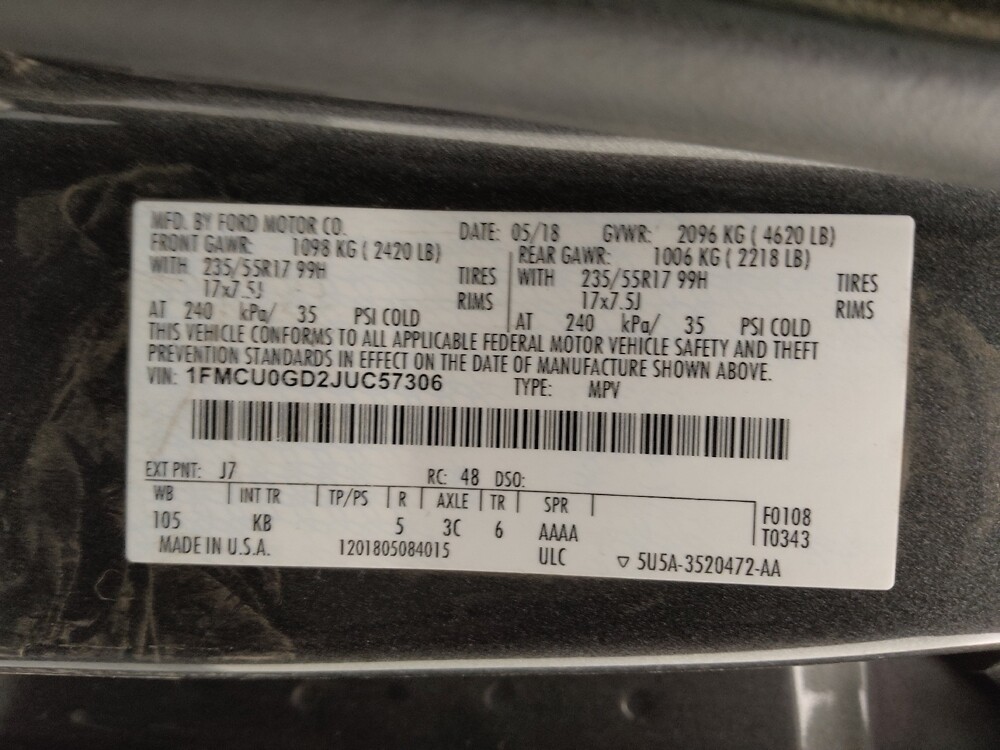 MFD. BY FORD MOTOR CO. DATE: 05/18 GVWR: 2096 KG ( 4620 LB)
FRONT GAWR: 1098 KG ( 2420 LB) REAR GAWR: 1006 KG ( 2218 LB)
WITH 235/55R17 99H TIRES WITH 235/55R17 99H TIRES
17x7.5J RIMS 17x7.5J RIMS
AT 240 kPa/ 35 PSI COLD AT 240 kPa/ 35 PSI COLD
THIS VEHICLE CONFORMS TO ALL APPLICABLE FEDERAL MOTOR VEHICLE SAFETY AND THEFT
PREVENTION STANDARDS IN EFFECT ON THE DATE OF MANUFACTURE SHOWN ABOVE.
VIN: 1FMCU0GD2JUC57306 TYPE: MPV
EXT PNT: J7 RC: 48 DSO:
WB INT TR TP/PS R AXLE TR SPR F0108
105 KB 5 3C 6 AAAA T0343
MADE IN U.S.A. 1201805084015 ULC ▽ 5U5A-3520472-AA